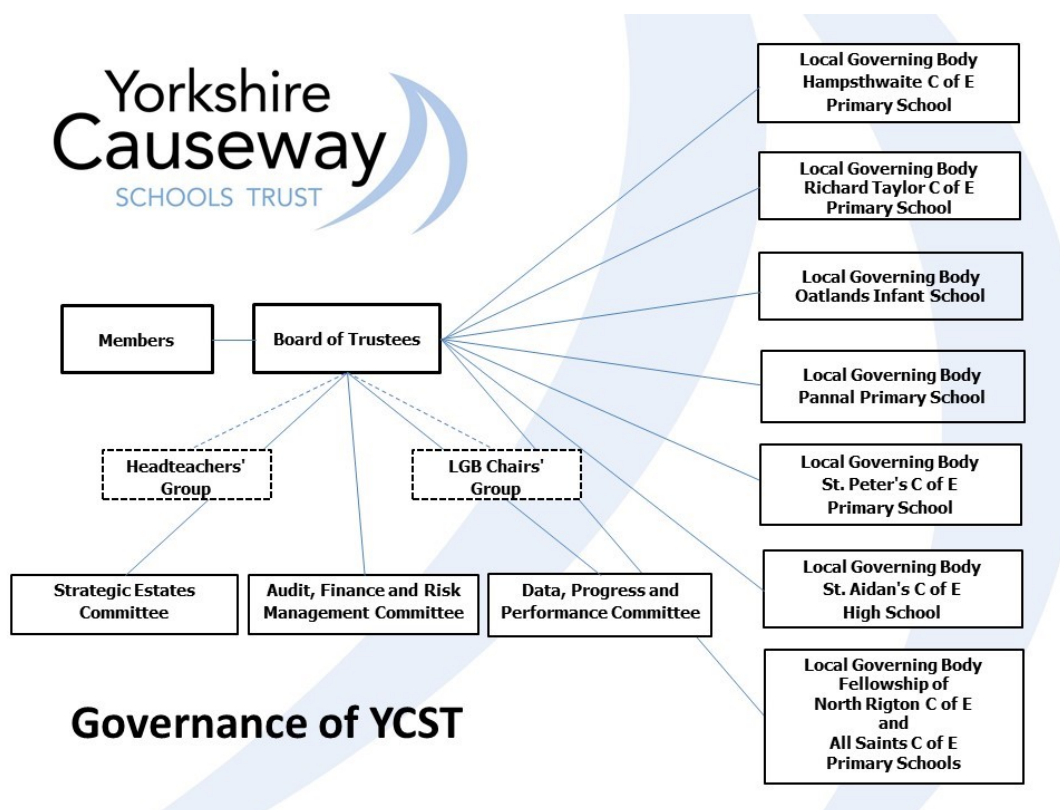 Yorkshire
Causeway
SCHOOLS TRUST
Local Governing Body
Hampsthwaite C of E
Primary School
Local Governing Body
Richard Taylor C of E
Primary School
Local Governing Body
Oatlands Infant School
Members
Board of Trustees
Local Governing Body
Pannal Primary School
Headteachers'
Group
LGB Chairs'
Group
Local Governing Body
St. Peter's C of E
Primary School
Strategic Estates
Committee
Audit, Finance and Risk
Management Committee
Data, Progress and
Performance Committee
Local Governing Body
St. Aidan's C of E
High School
Local Governing Body
Fellowship of
North Rigton C of E
and
All Saints C of E
Primary Schools
Governance of YCST